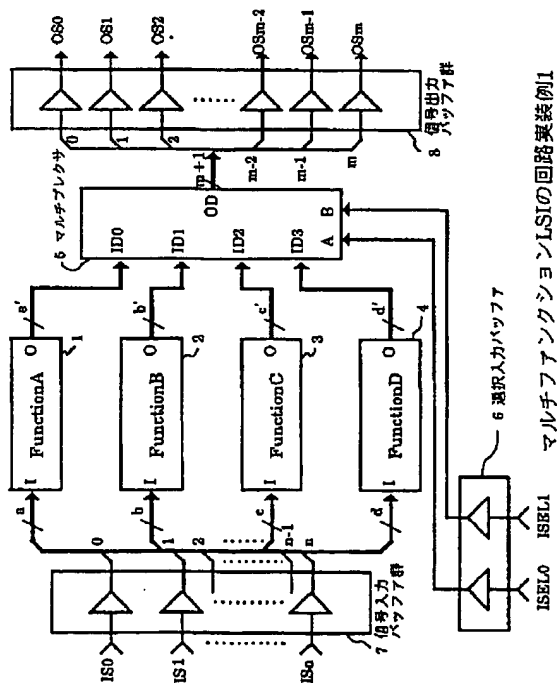 IS0
IS1
ISn
7 信号入力
バッファ群
0
1
2
n-1
n
a
b
c
d
I FunctionA O
1
I FunctionB O
2
I FunctionC O
3
I FunctionD O
4
a'
b'
c'
d'
5 マルチプレクサ
ID0
ID1
ID2
ID3
OD
A
B
m+1
0
1
2
m-2
m-1
m
OS0
OS1
OS2
OSm-2
OSm-1
OSm
8 信号出力
バッファ群
6 選択入力バッファ
ISEL0
ISEL1
マルチファンクションLSIの回路実装例1